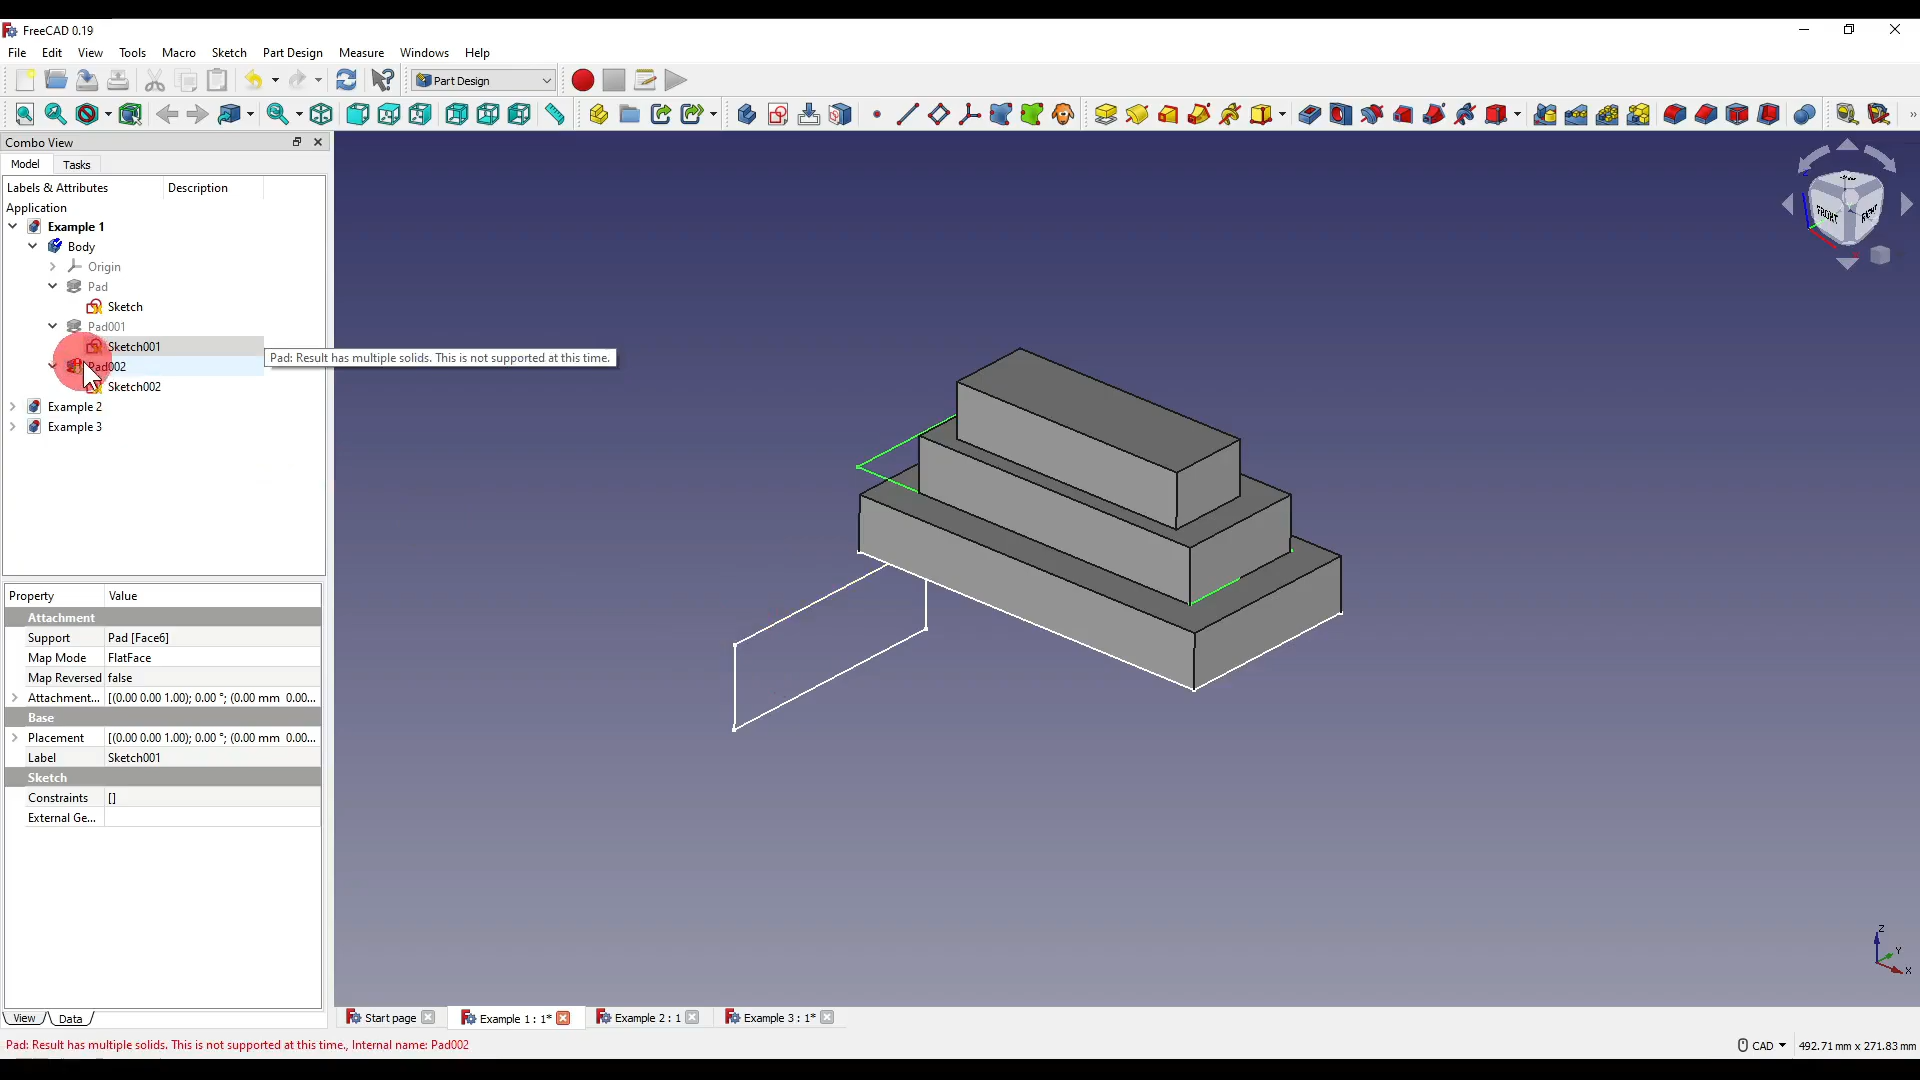 FreeCAD 0.19
File Edit View Tools Macro Sketch Part Design Measure Windows Help
Part Design
Combo View
Model Tasks
Labels & Attributes Description
Application
Example 1
Body
Origin
Pad
Sketch
Pad001
Sketch001
Pad: Result has multiple solids. This is not supported at this time.
Pad002
Sketch002
Example 2
Example 3
FRONT RIGHT
Property Value
Attachment
Support Pad [Face6]
Map Mode FlatFace
Map Reversed false
Attachment... [(0.00 0.00 1.00); 0.00 °; (0.00 mm 0.00...
Base
Placement [(0.00 0.00 1.00); 0.00 °; (0.00 mm 0.00...
Label Sketch001
Sketch
Constraints []
External Ge...
Z
Y
X
View Data
Start page Example 1 : 1* Example 2 : 1 Example 3 : 1*
Pad: Result has multiple solids. This is not supported at this time., Internal name: Pad002
CAD 492.71 mm x 271.83 mm